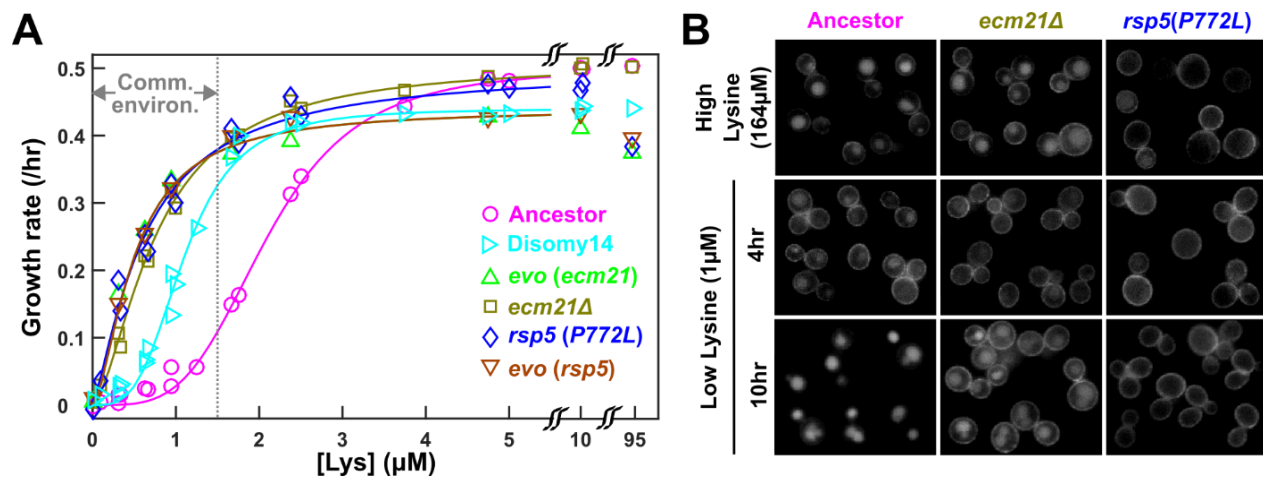 A
Comm.
environ.
Growth rate (/hr)
0.5
0.4
0.3
0.2
0.1
0
Ancestor
Disomy14
evo (ecm21)
ecm21Δ
rsp5 (P772L)
evo (rsp5)
0 1 2 3 4 5 10 95
[Lys] (µM)
B
Ancestor ecm21Δ rsp5(P772L)
High
Lysine
(164µM)
Low Lysine (1µM)
4hr
10hr